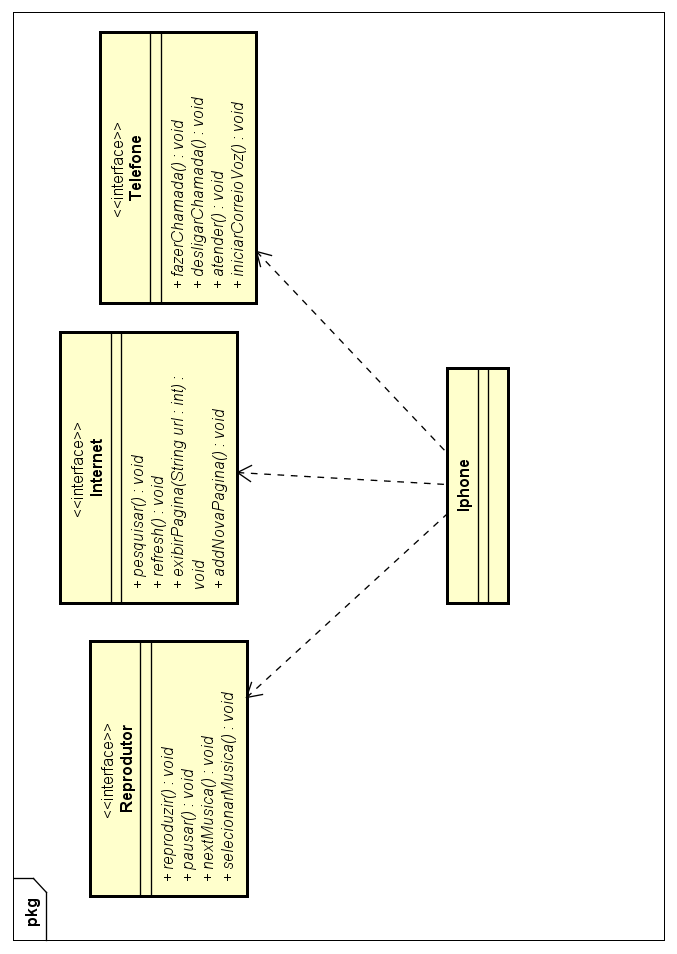 pkg
<<interface>>
Reprodutor
+ reproduzir() : void
+ pausar() : void
+ nextMusica() : void
+ selecionarMusica() : void
<<interface>>
Internet
+ pesquisar() : void
+ refresh() : void
+ exibirPagina(String url : int) :
void
+ addNovaPagina() : void
<<interface>>
Telefone
+ fazerChamada() : void
+ desligarChamada() : void
+ atender() : void
+ iniciarCorreioVoz() : void
Iphone